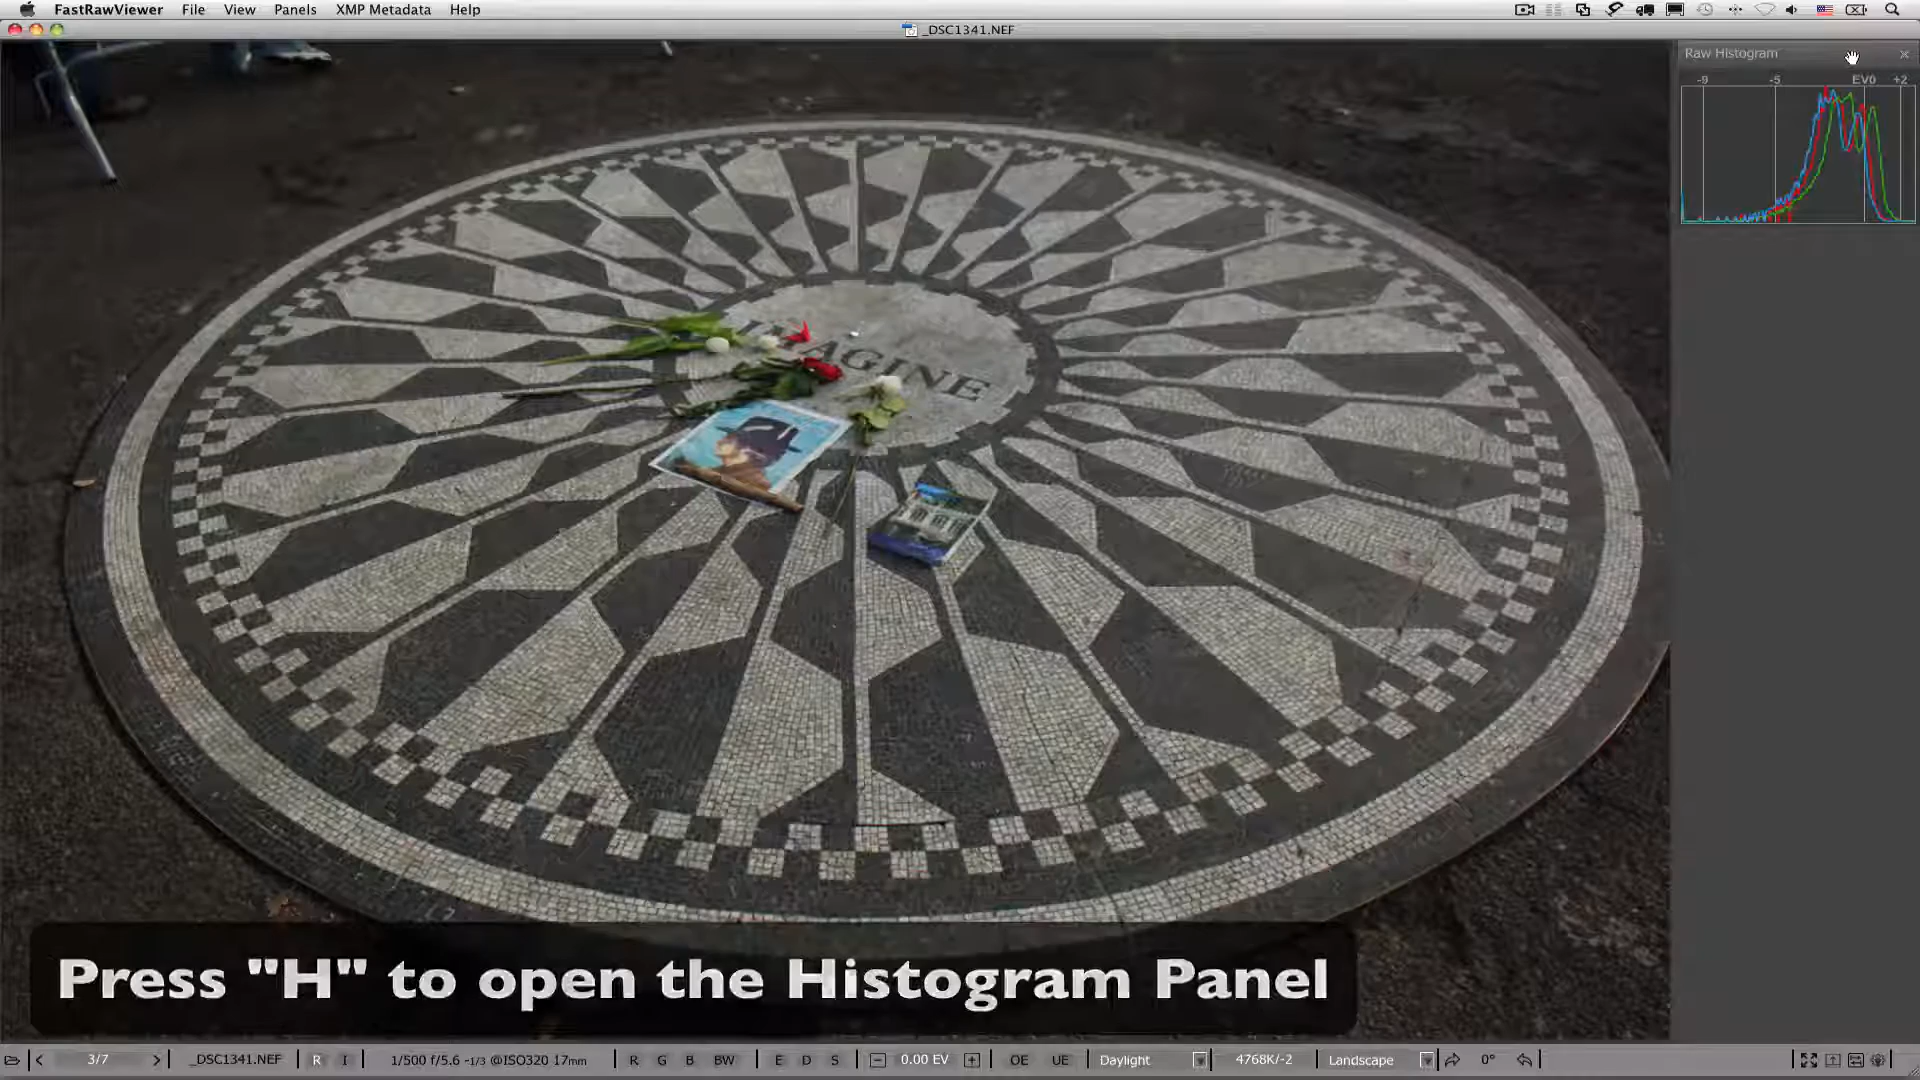 FastRawViewer File View Panels XMP Metadata Help
_DSC1341.NEF
Raw Histogram
-9 -5 EV0 +2
IMAGINE
Press "H" to open the Histogram Panel
3/7 _DSC1341.NEF R I 1/500 f/5.6 -1/3 @ISO320 17mm R G B BW E D S 0.00 EV OE UE Daylight 4768K/-2 Landscape 0°